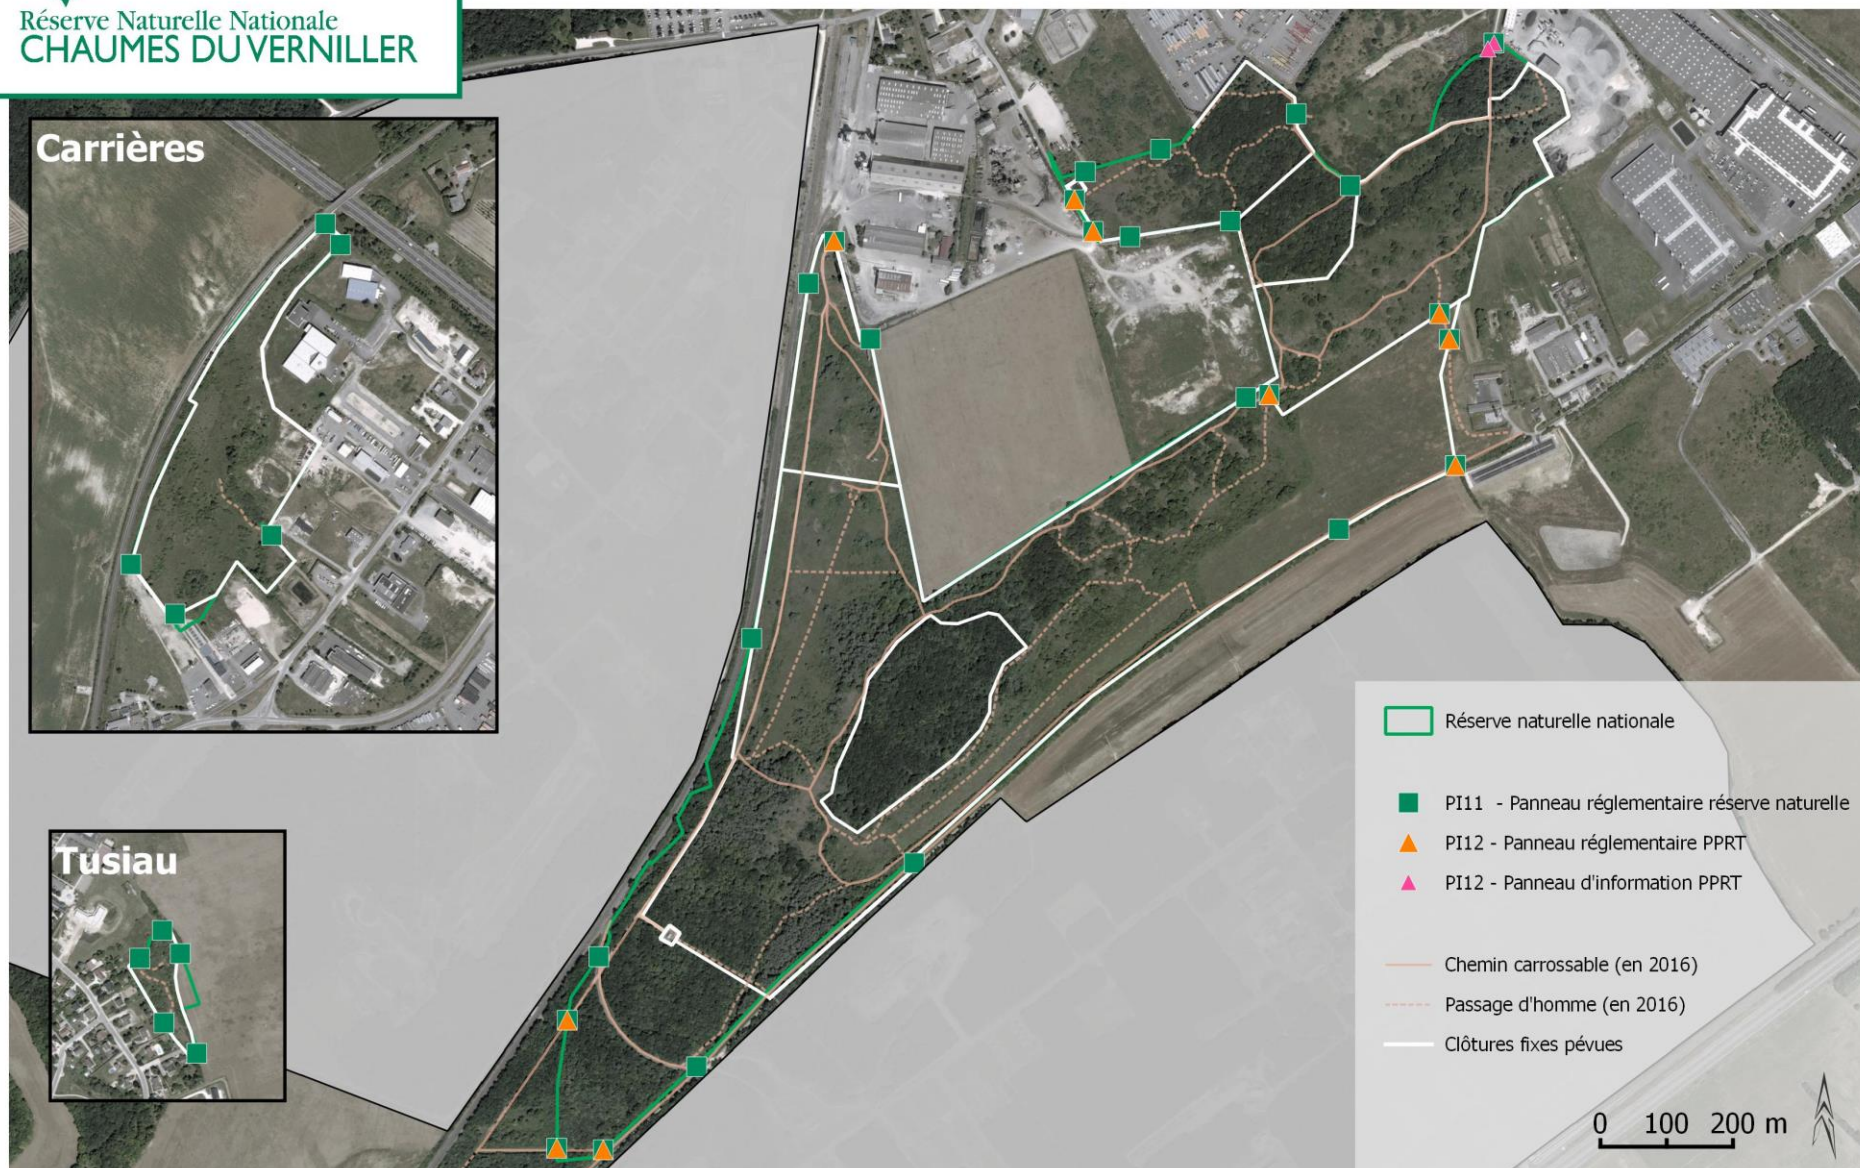 Réserve Naturelle Nationale
CHAUMES DU VERNILLER
Carrières
Tusiau
Réserve naturelle nationale
PI11 - Panneau réglementaire réserve naturelle
PI12 - Panneau réglementaire PPRT
PI12 - Panneau d'information PPRT
Chemin carrossable (en 2016)
Passage d'homme (en 2016)
Clôtures fixes pévues
0 100 200 m